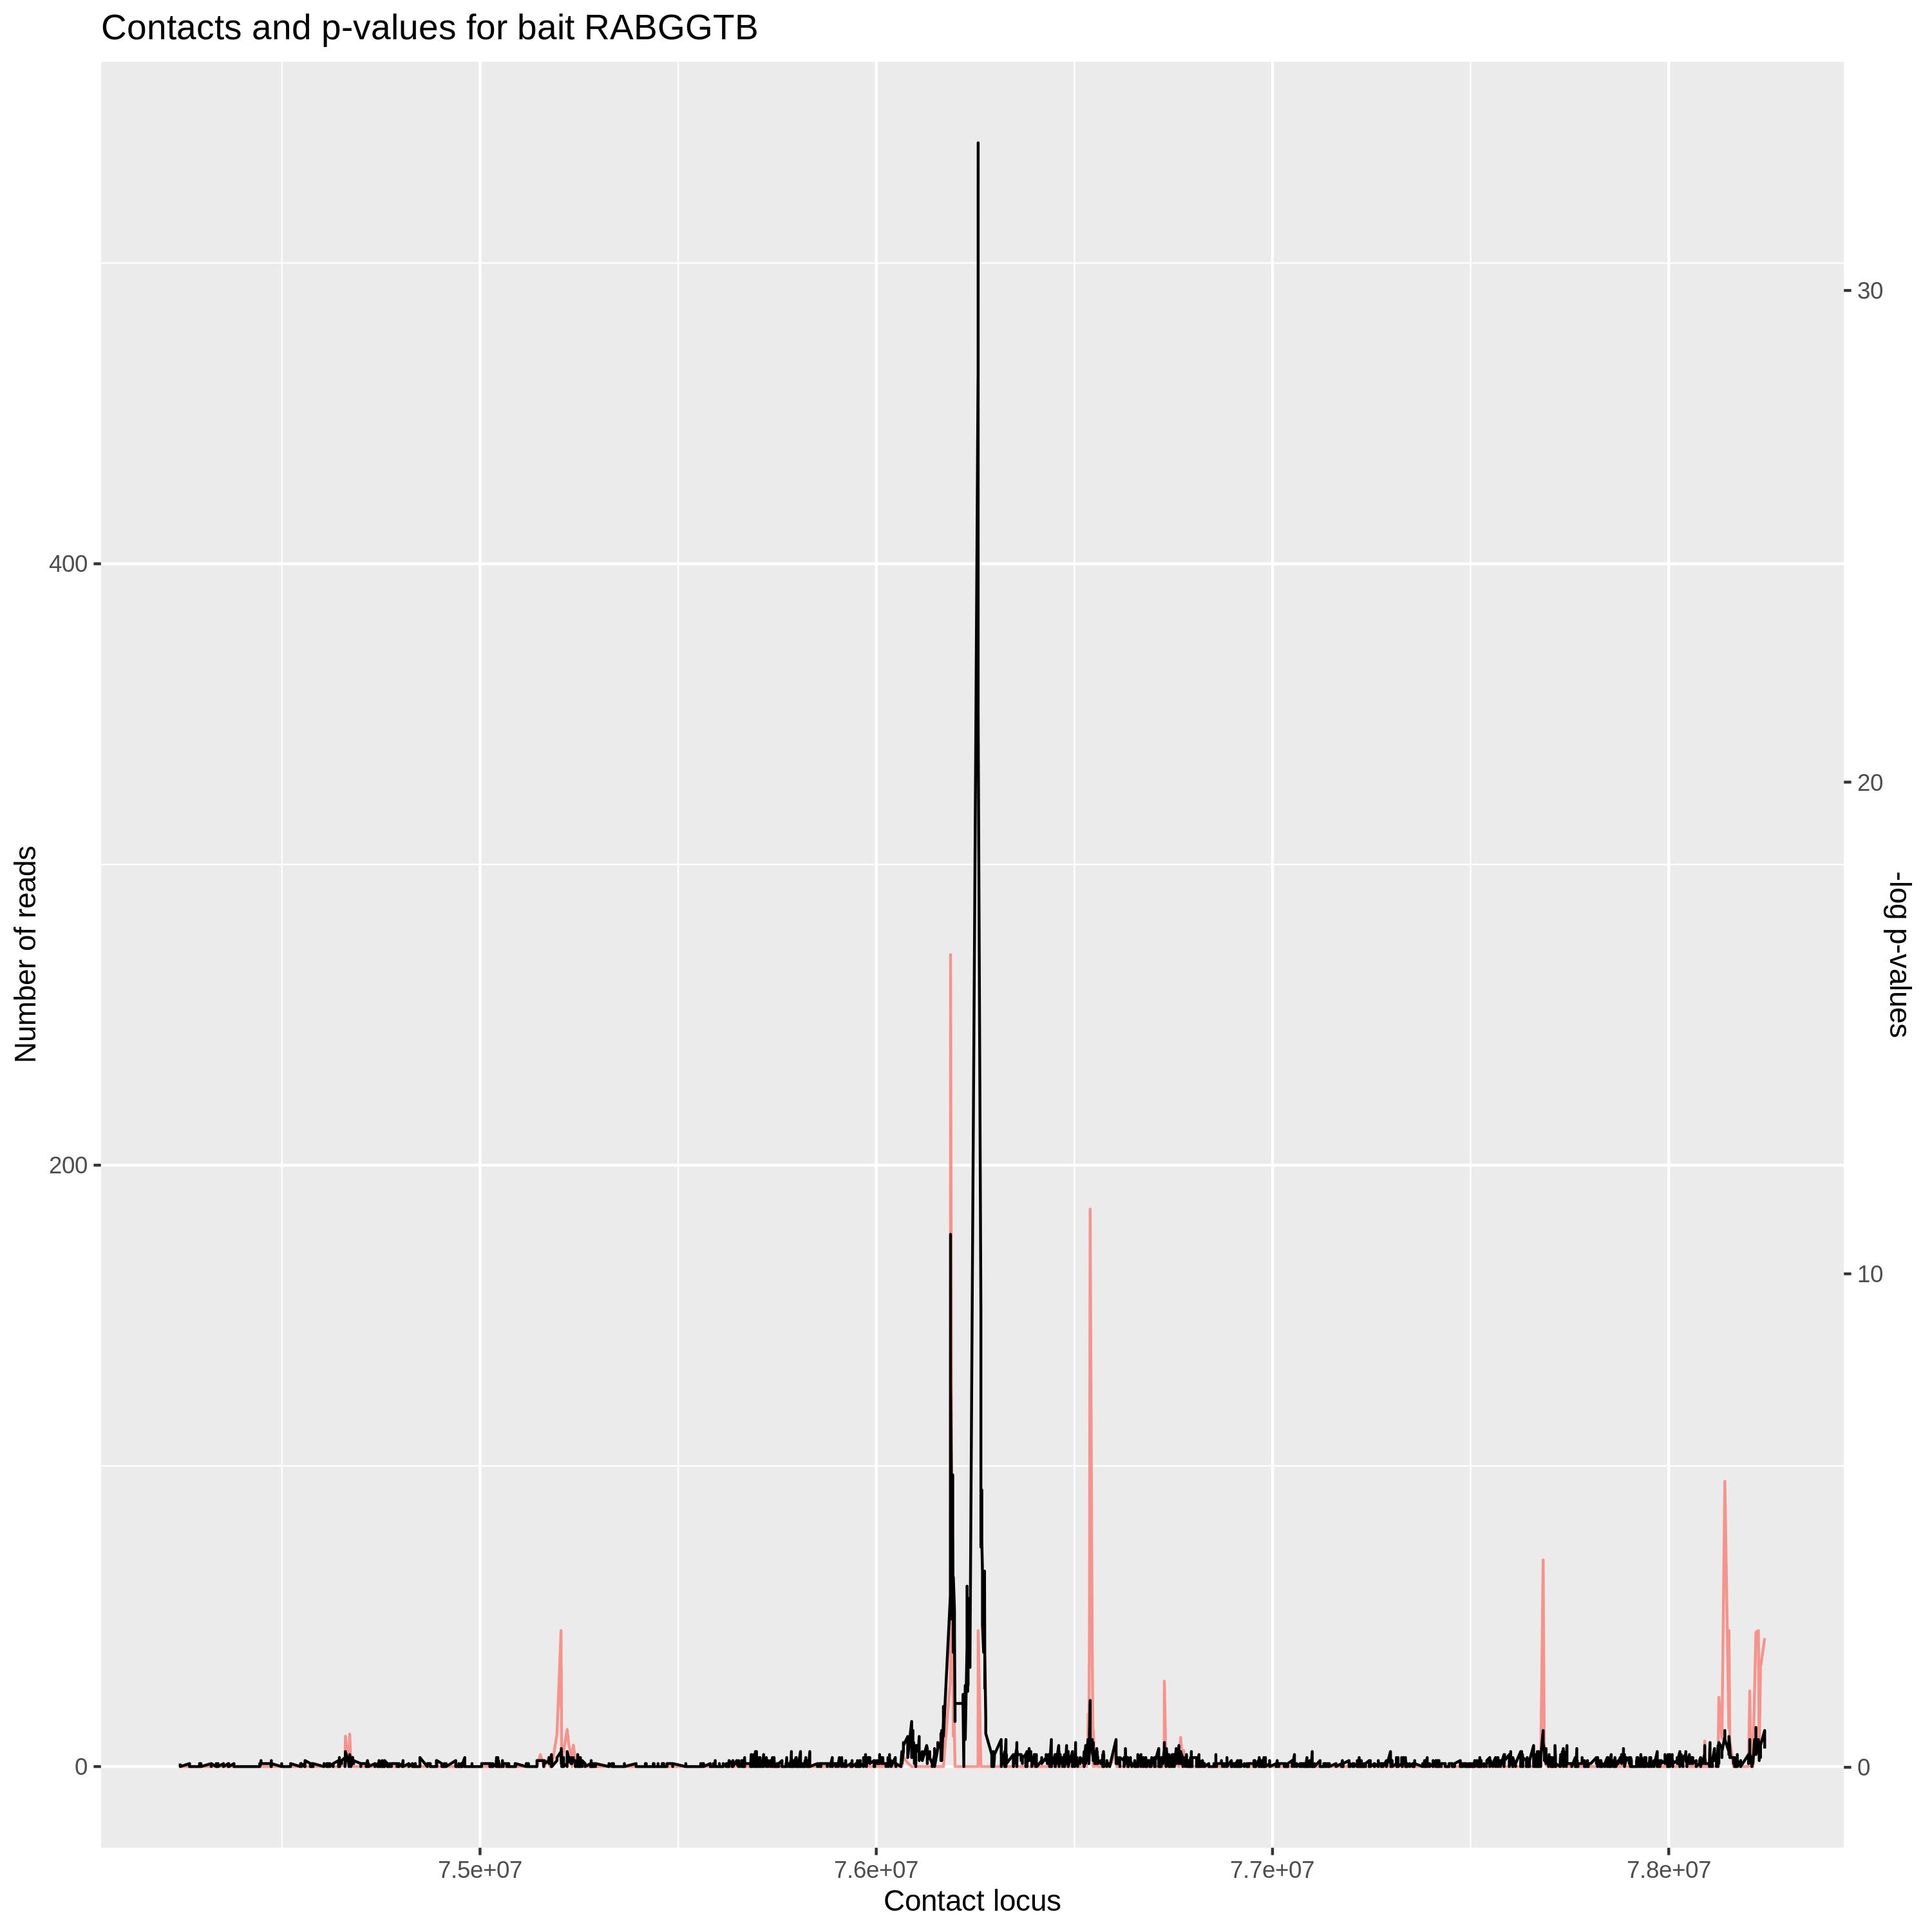 Contacts and p-values for bait RABGGTB
Number of reads
400
200
0
30
20
10
0
-log p-values
7.5e+07
7.6e+07
7.7e+07
7.8e+07
Contact locus